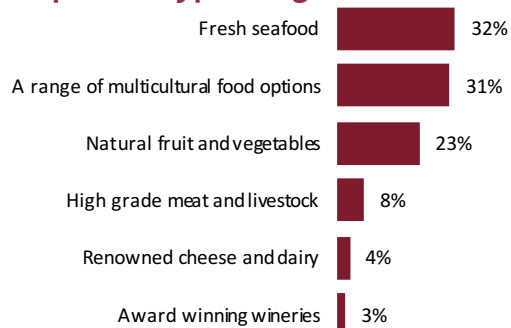 Fresh seafood 32%
A range of multicultural food options 31%
Natural fruit and vegetables 23%
High grade meat and livestock 8%
Renowned cheese and dairy 4%
Award winning wineries 3%